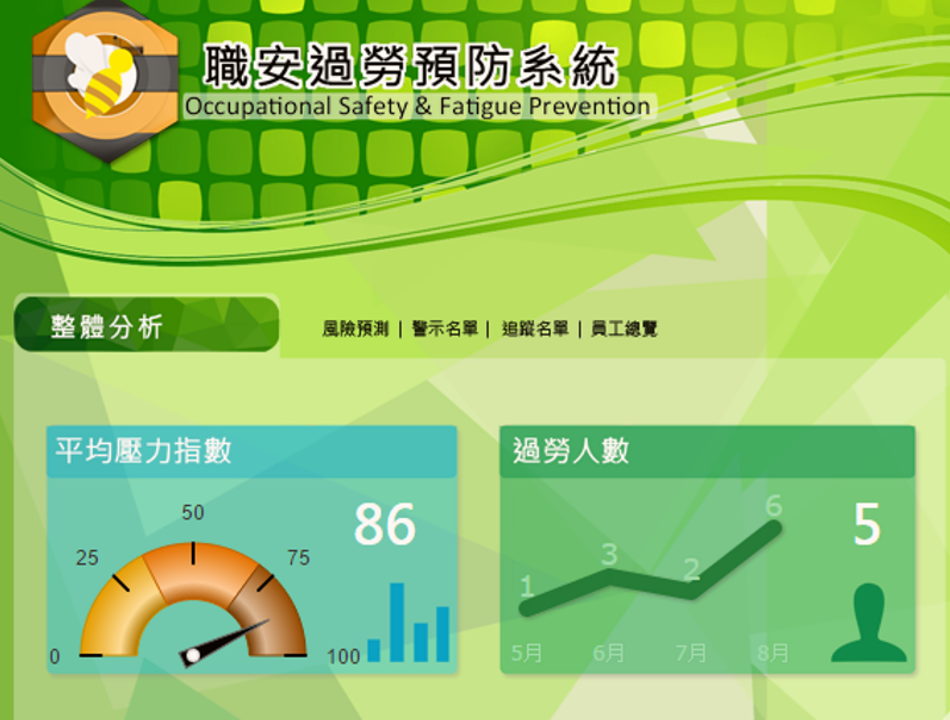 職安過勞預防系統
Occupational Safety & Fatigue Prevention
整體分析
風險預測 | 警示名單 | 追蹤名單 | 員工總覽
平均壓力指數
86
0
25
50
75
100
過勞人數
5
1
3
2
6
5月
6月
7月
8月